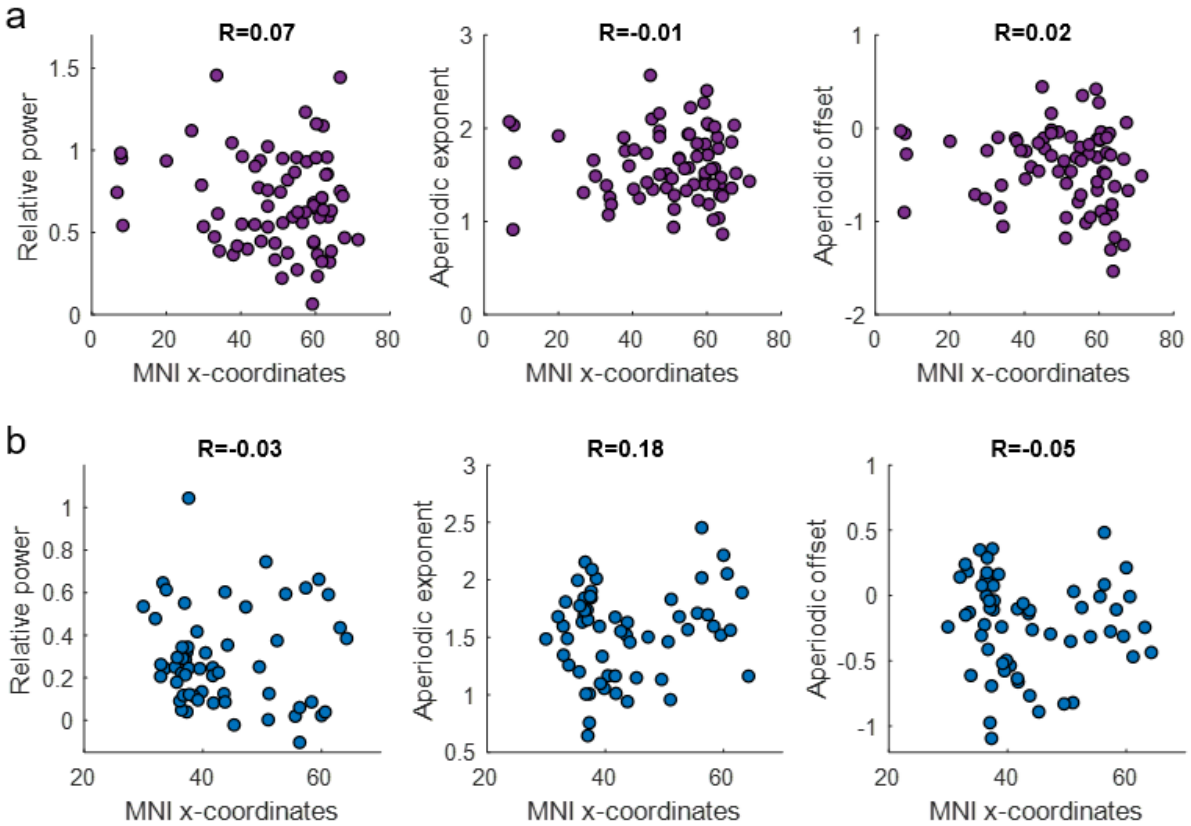 a
R=0.07
R=-0.01
R=0.02
Relative power
1.5
1
0.5
0
0 20 40 60 80
MNI x-coordinates
Aperiodic exponent
3
2
1
0
0 20 40 60 80
MNI x-coordinates
Aperiodic offset
1
0
-1
-2
0 20 40 60 80
MNI x-coordinates
b
R=-0.03
R=0.18
R=-0.05
Relative power
1
0.8
0.6
0.4
0.2
0
20 40 60
MNI x-coordinates
Aperiodic exponent
3
2.5
2
1.5
1
0.5
20 40 60
MNI x-coordinates
Aperiodic offset
1
0.5
0
-0.5
-1
20 40 60
MNI x-coordinates